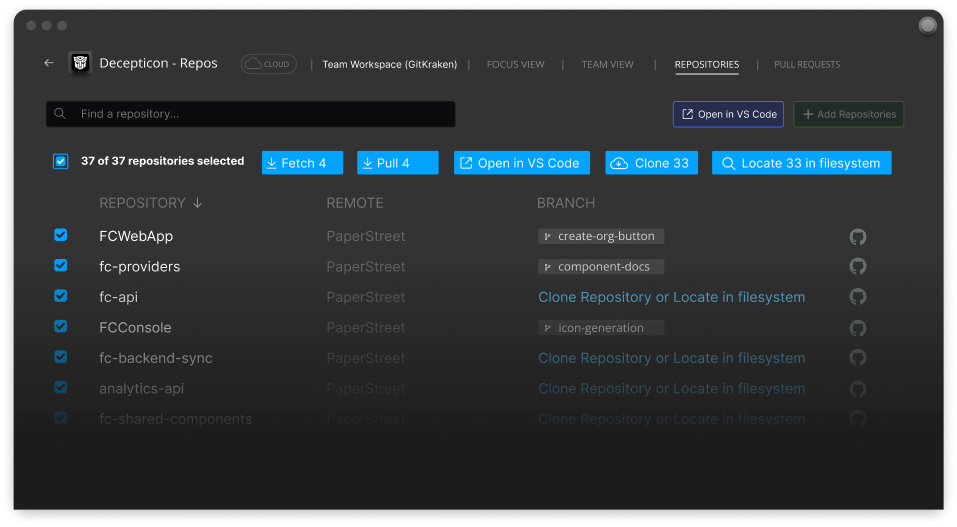 Decepticon - Repos CLOUD | Team Workspace (GitKraken) | FOCUS VIEW | TEAM VIEW | REPOSITORIES | PULL REQUESTS
Find a repository... Open in VS Code + Add Repositories
37 of 37 repositories selected Fetch 4 Pull 4 Open in VS Code Clone 33 Locate 33 in filesystem
REPOSITORY REMOTE BRANCH
FCWebApp PaperStreet create-org-button
fc-providers PaperStreet component-docs
fc-api PaperStreet Clone Repository or Locate in filesystem
FCConsole PaperStreet icon-generation
fc-backend-sync PaperStreet Clone Repository or Locate in filesystem
analytics-api PaperStreet Clone Repository or Locate in filesystem
fc-shared-components PaperStreet Clone Repository or Locate in filesystem